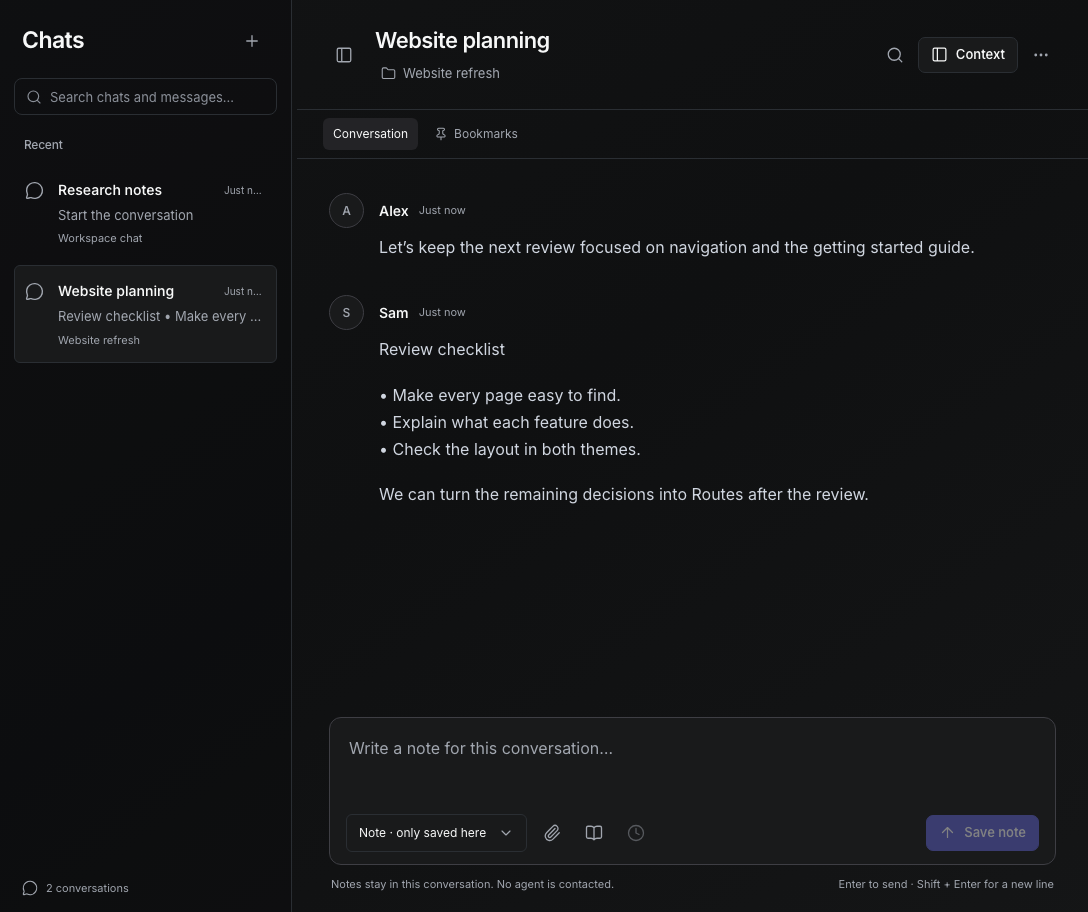 Chats
Search chats and messages...
Recent
Research notes
Just n...
Start the conversation
Workspace chat
Website planning
Just n...
Review checklist • Make every ...
Website refresh
2 conversations
Website planning
Website refresh
Context
Conversation
Bookmarks
A
Alex
Just now
Let’s keep the next review focused on navigation and the getting started guide.
S
Sam
Just now
Review checklist
• Make every page easy to find.
• Explain what each feature does.
• Check the layout in both themes.
We can turn the remaining decisions into Routes after the review.
Write a note for this conversation...
Note · only saved here
Save note
Notes stay in this conversation. No agent is contacted.
Enter to send · Shift + Enter for a new line